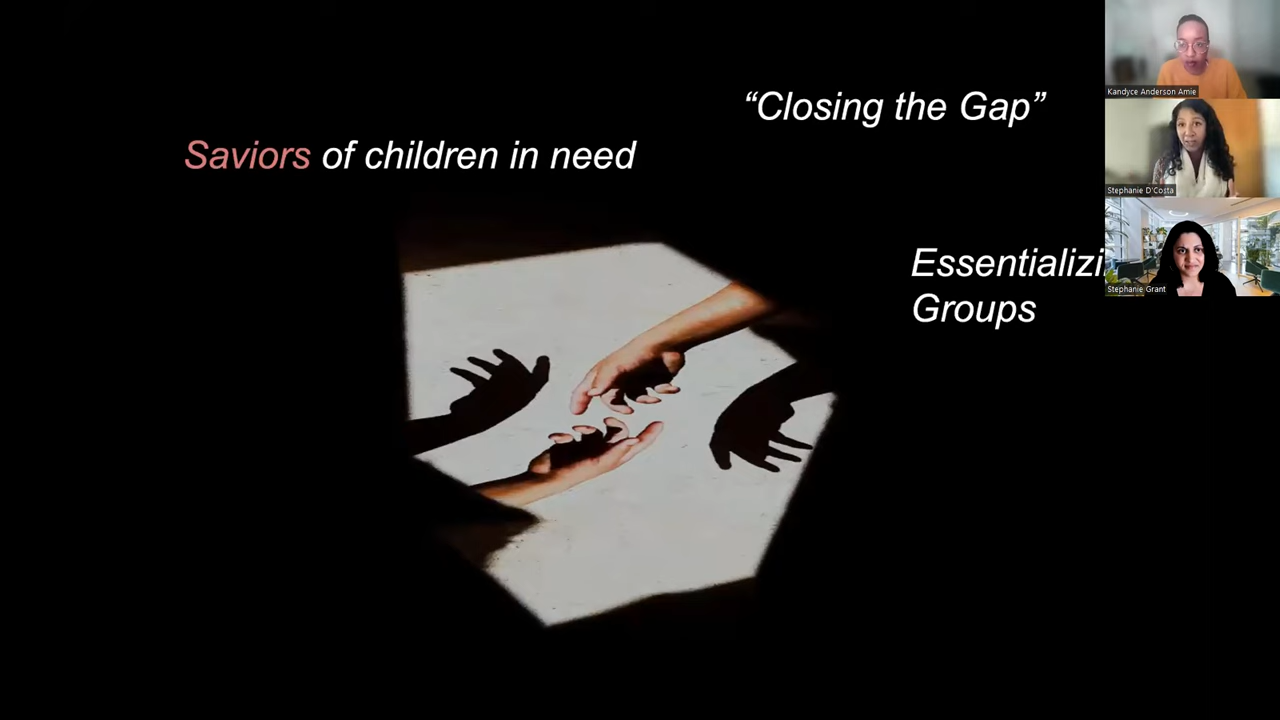 “Closing the Gap”
Saviors of children in need
Groups
Kandyce Anderson Amie
Stephanie D'Costa
Stephanie Grant